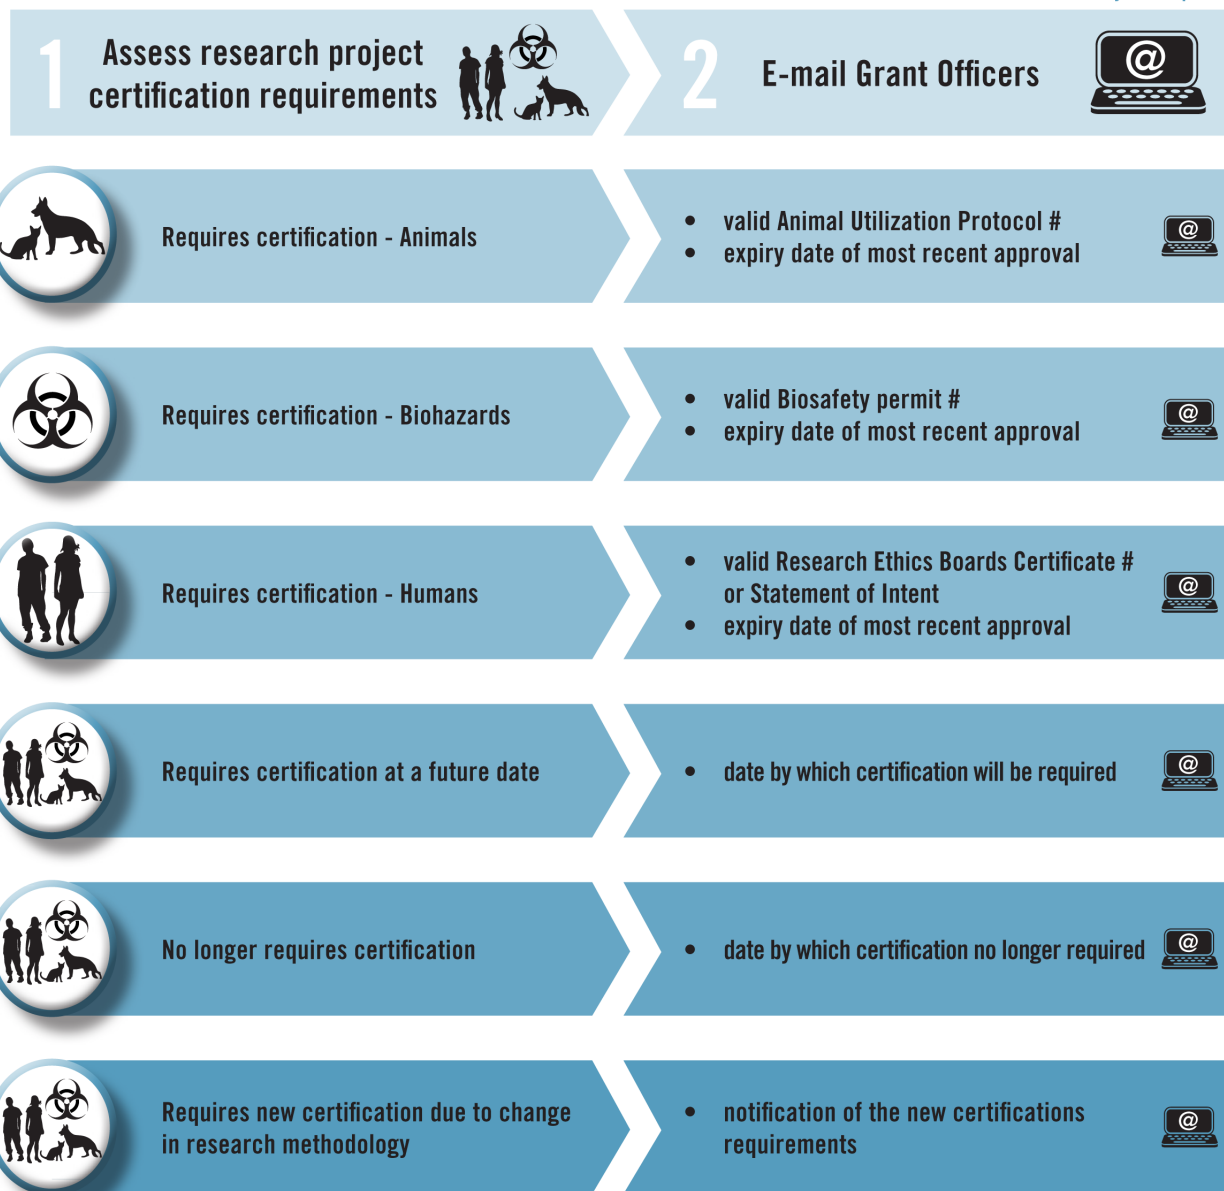 1
Assess research project
certification requirements
2
E-mail Grant Officers
@
Requires certification - Animals
• valid Animal Utilization Protocol #
• expiry date of most recent approval
@
Requires certification - Biohazards
• valid Biosafety permit #
• expiry date of most recent approval
@
Requires certification - Humans
• valid Research Ethics Boards Certificate #
or Statement of Intent
• expiry date of most recent approval
@
Requires certification at a future date
• date by which certification will be required
@
No longer requires certification
• date by which certification no longer required
@
Requires new certification due to change
in research methodology
• notification of the new certifications
requirements
@